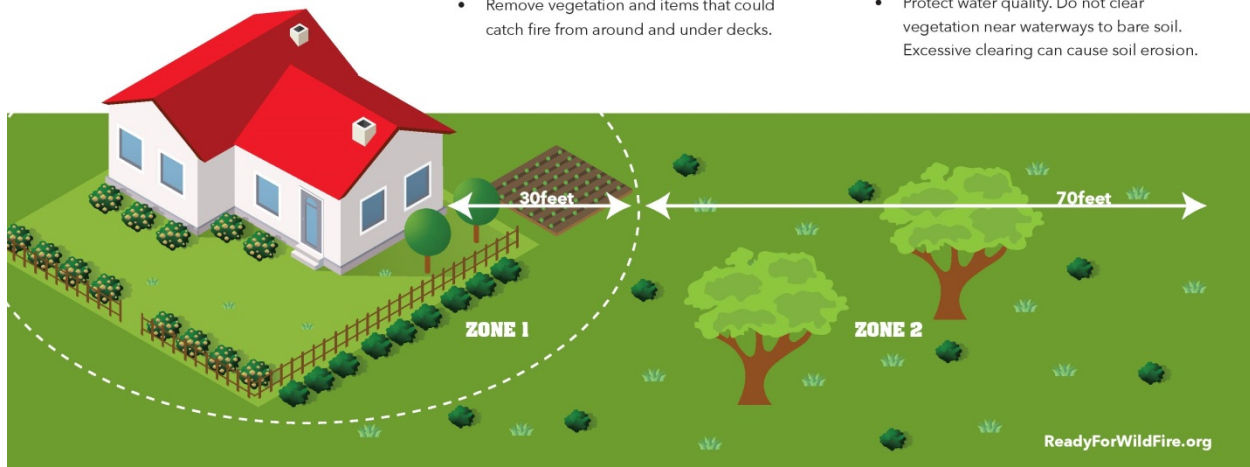 • Remove vegetation and items that could
catch fire from around and under decks.
• Protect water quality. Do not clear
vegetation near waterways to bare soil.
Excessive clearing can cause soil erosion.
30feet
70feet
ZONE 1
ZONE 2
ReadyForWildFire.org